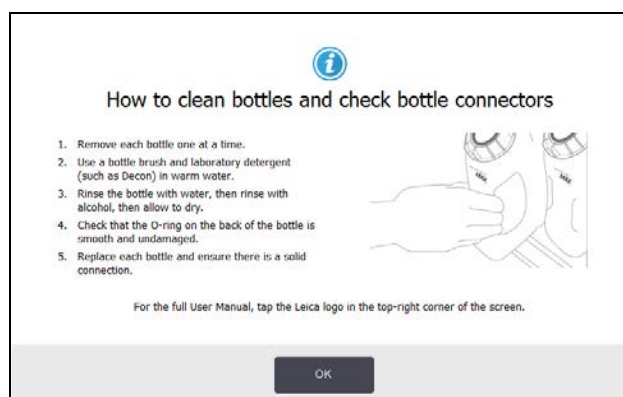 How to clean bottles and check bottle connectors
1. Remove each bottle one at a time.
2. Use a bottle brush and laboratory detergent
(such as Decon) in warm water.
3. Rinse the bottle with water, then rinse with
alcohol, then allow to dry.
4. Check that the O-ring on the back of the bottle is
smooth and undamaged.
5. Replace each bottle and ensure there is a solid
connection.
MAX
MAX
For the full User Manual, tap the Leica logo in the top-right corner of the screen.
OK